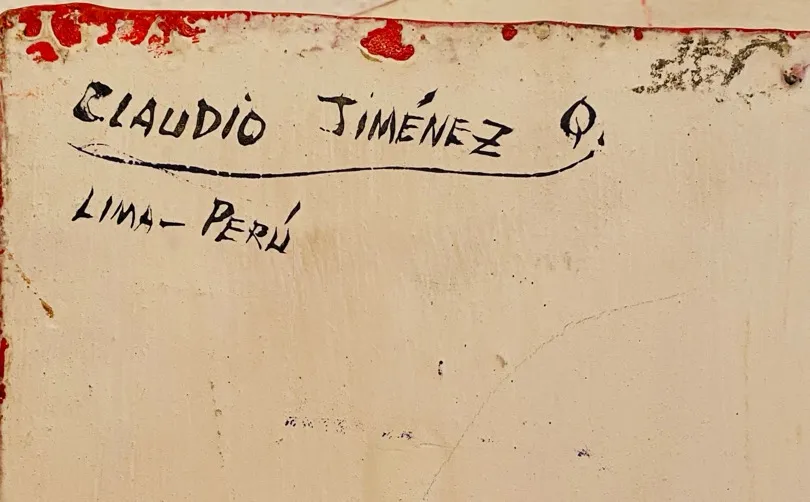 CLAUDIO JIMÉNEZ Q.
LIMA - PERÚ